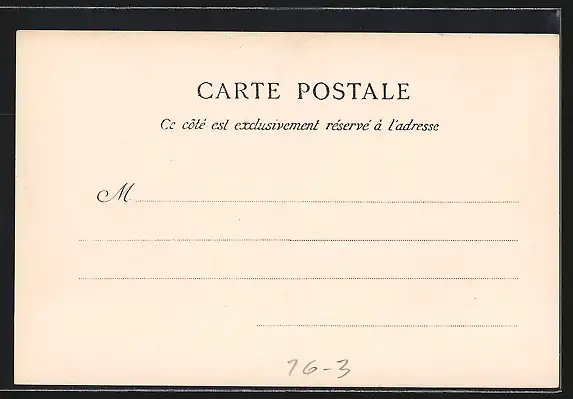 CARTE POSTALE
Ce côté est exclusivement réservé à l'adresse
M
76-3